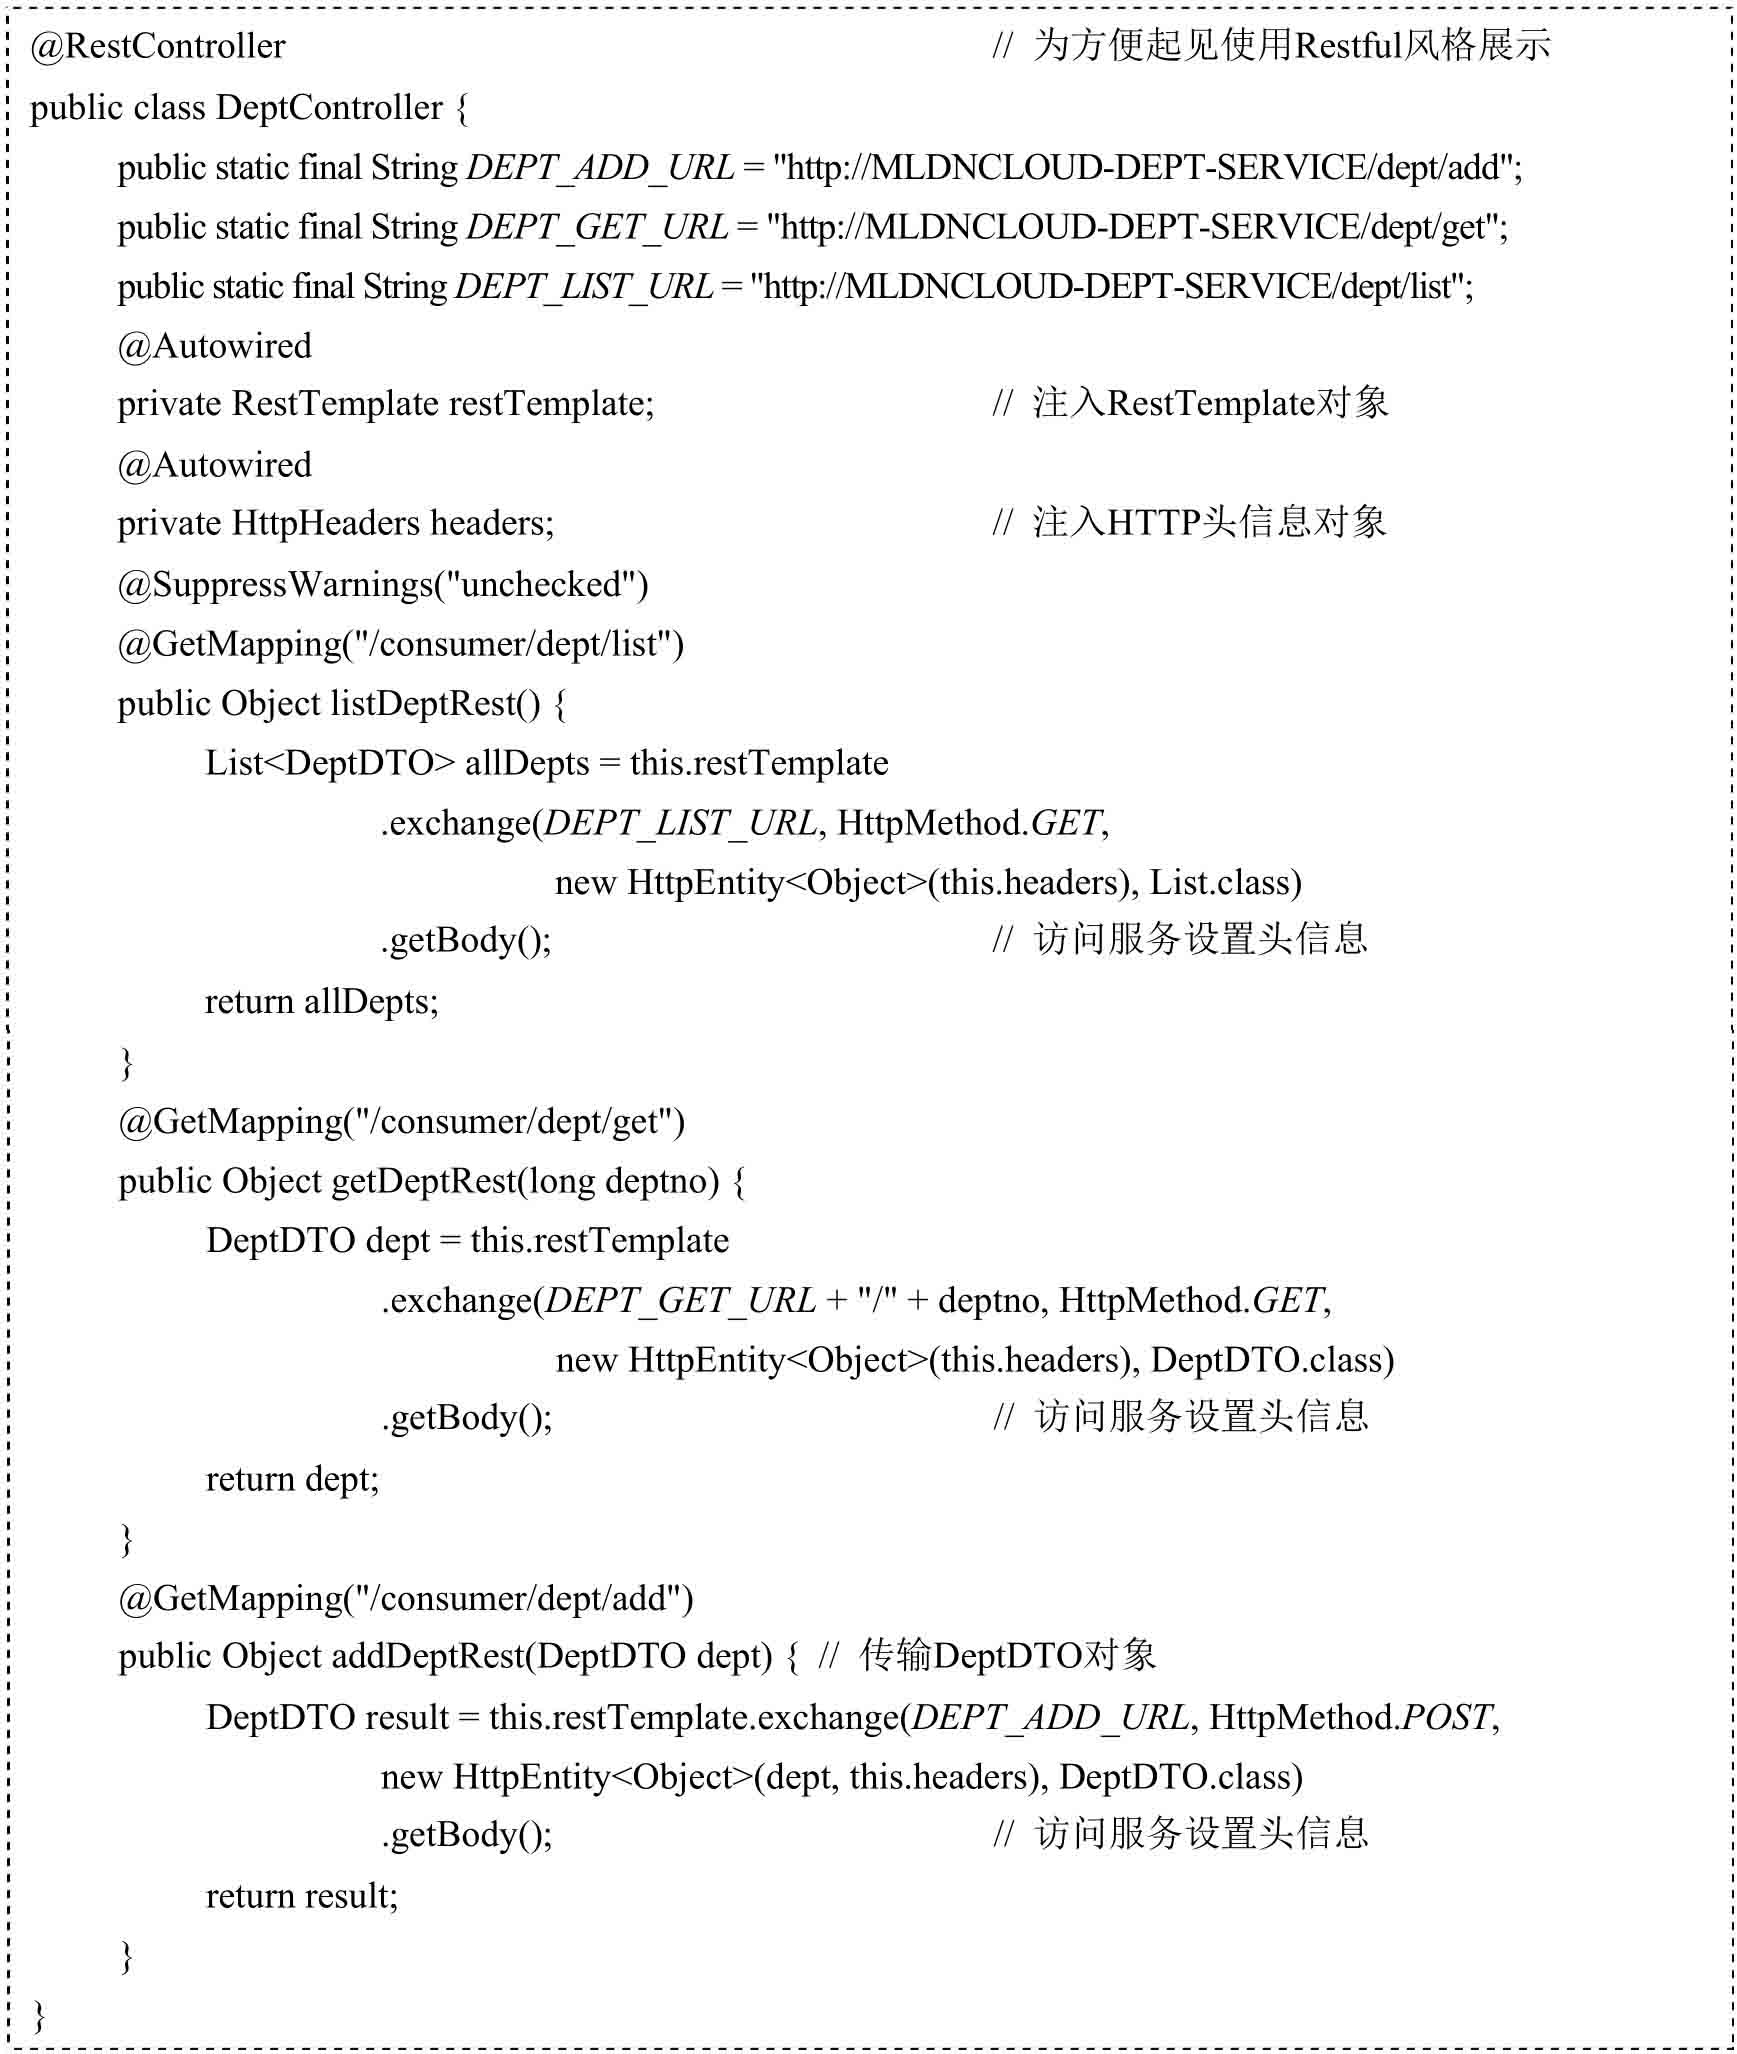 @RestController // 为方便起见使用Restful风格展示
public class DeptController {
public static final String DEPT_ADD_URL = "http://MLDNCLOUD-DEPT-SERVICE/dept/add";
public static final String DEPT_GET_URL = "http://MLDNCLOUD-DEPT-SERVICE/dept/get";
public static final String DEPT_LIST_URL = "http://MLDNCLOUD-DEPT-SERVICE/dept/list";
@Autowired
private RestTemplate restTemplate; // 注入RestTemplate对象
@Autowired
private HttpHeaders headers; // 注入HTTP头信息对象
@SuppressWarnings("unchecked")
@GetMapping("/consumer/dept/list")
public Object listDeptRest() {
List<DeptDTO> allDepts = this.restTemplate
.exchange(DEPT_LIST_URL, HttpMethod.GET,
new HttpEntity<Object>(this.headers), List.class)
.getBody(); // 访问服务设置头信息
return allDepts;
}
@GetMapping("/consumer/dept/get")
public Object getDeptRest(long deptno) {
DeptDTO dept = this.restTemplate
.exchange(DEPT_GET_URL + "/" + deptno, HttpMethod.GET,
new HttpEntity<Object>(this.headers), DeptDTO.class)
.getBody(); // 访问服务设置头信息
return dept;
}
@GetMapping("/consumer/dept/add")
public Object addDeptRest(DeptDTO dept) { // 传输DeptDTO对象
DeptDTO result = this.restTemplate.exchange(DEPT_ADD_URL, HttpMethod.POST,
new HttpEntity<Object>(dept, this.headers), DeptDTO.class)
.getBody(); // 访问服务设置头信息
return result;
}
}